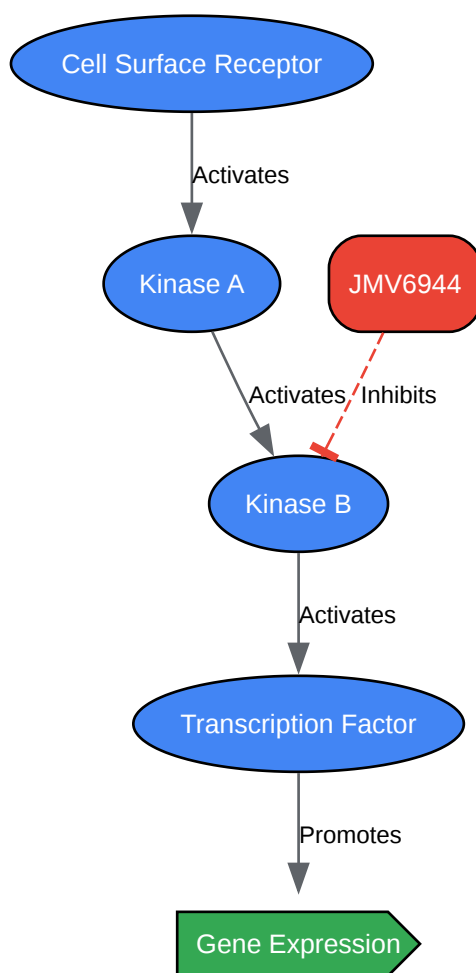 Cell Surface Receptor
Activates
Kinase A
JMV6944
Activates
Inhibits
Kinase B
Activates
Transcription Factor
Promotes
Gene Expression